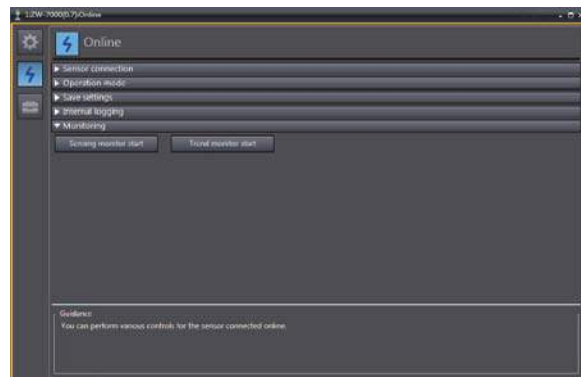 1:ZW-7000(0.7):Online
Online
Sensor connection
Operation mode
Save settings
Internal logging
Monitoring
Sensing monitor start
Trend monitor start
Guidance
You can perform various controls for the sensor connected online.